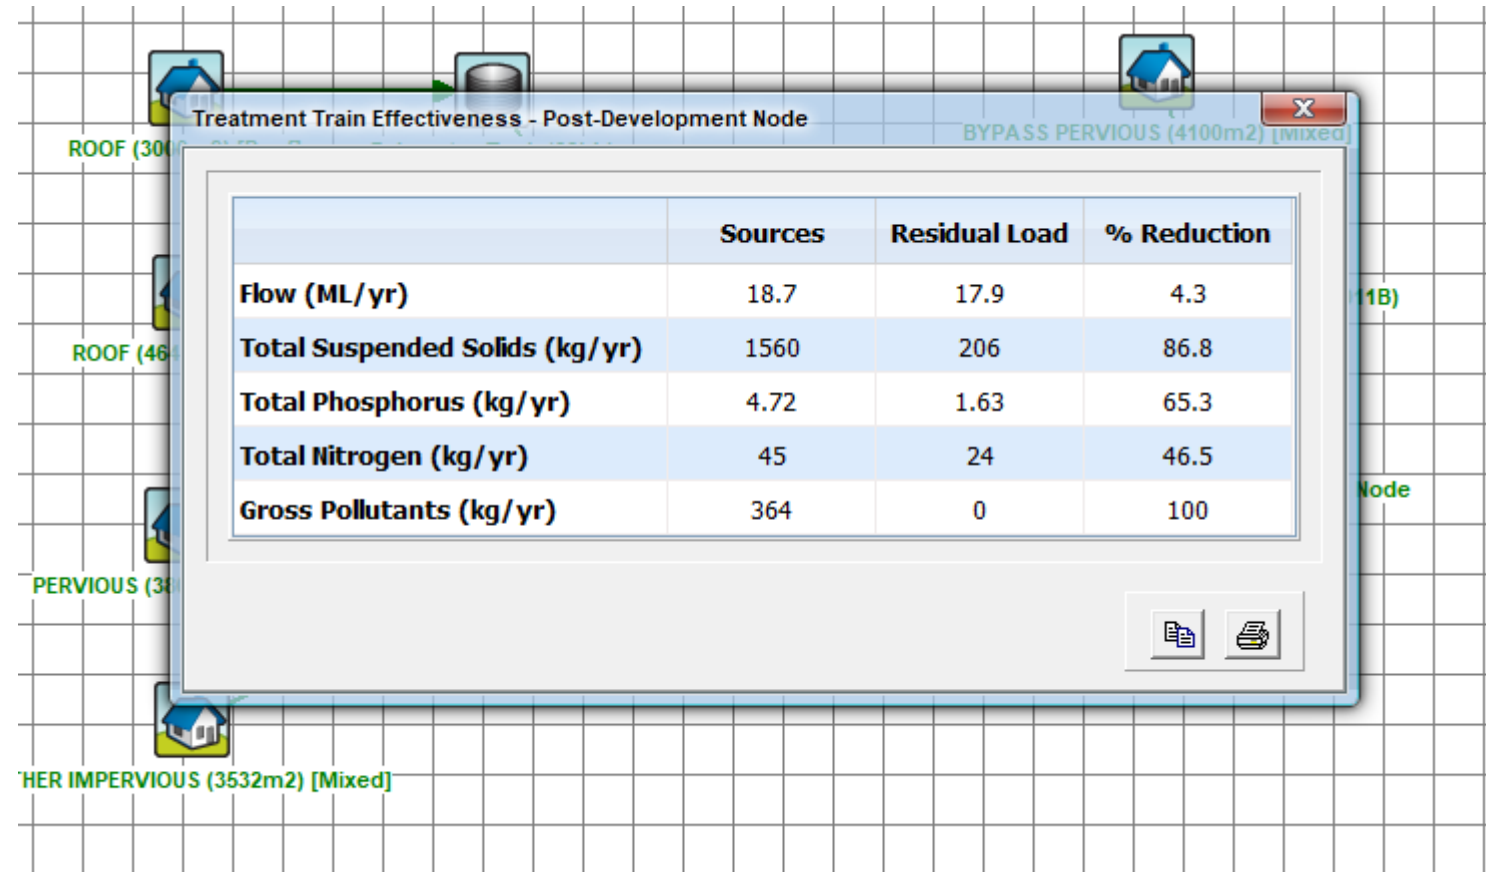 Treatment Train Effectiveness - Post-Development Node
BYPASS PERVIOUS (4100m2) [Mixed]
ROOF (300
Sources Residual Load % Reduction
Flow (ML/yr) 18.7 17.9 4.3
11B)
Total Suspended Solids (kg/yr) 1560 206 86.8
ROOF (464
Total Phosphorus (kg/yr) 4.72 1.63 65.3
Total Nitrogen (kg/yr) 45 24 46.5
Node
Gross Pollutants (kg/yr) 364 0 100
PERVIOUS (38
HER IMPERVIOUS (3532m2) [Mixed]